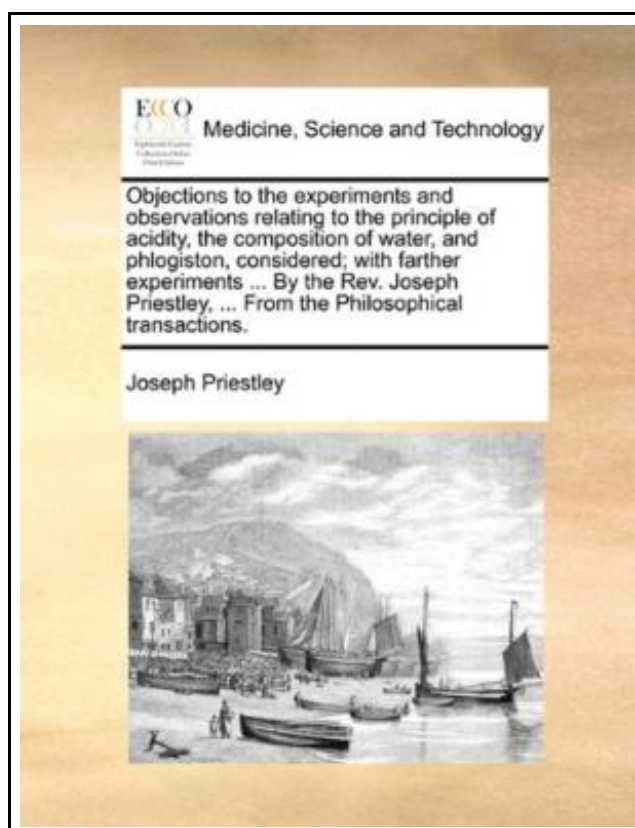 ECCO
Medicine, Science and Technology
Objections to the experiments and
observations relating to the principle of
acidity, the composition of water, and
phlogiston, considered; with farther
experiments ... By the Rev. Joseph
Priestley, ... From the Philosophical
transactions.
Joseph Priestley